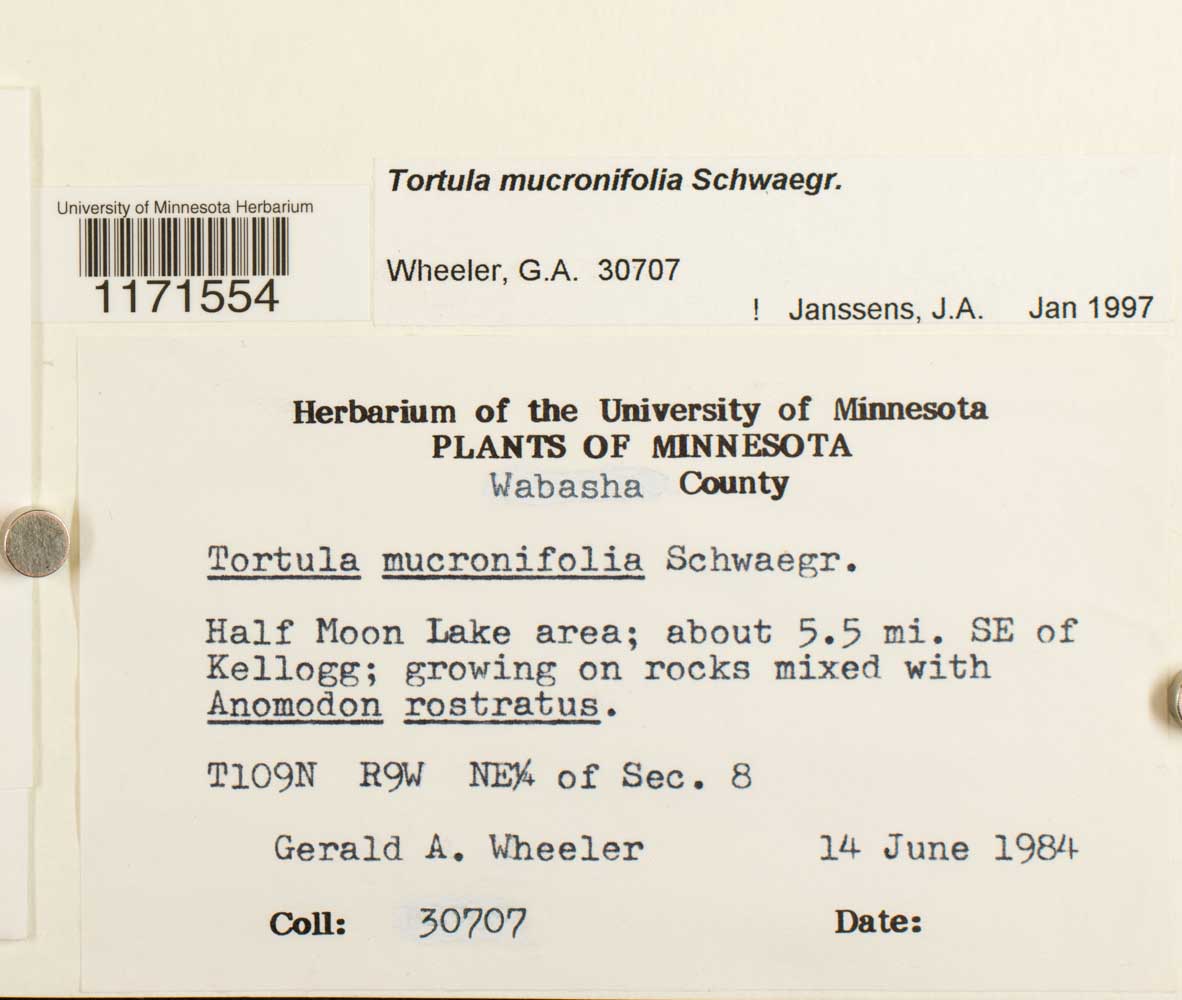 Tortula mucronifolia Schwaegr.
University of Minnesota Herbarium
1171554
Wheeler, G.A. 30707
! Janssens, J.A. Jan 1997
Herbarium of the University of Minnesota
PLANTS OF MINNESOTA
Wabasha County
Tortula mucronifolia Schwaegr.
Half Moon Lake area; about 5.5 mi. SE of
Kellogg; growing on rocks mixed with
Anomodon rostratus.
T109N R9W NE¼ of Sec. 8
Gerald A. Wheeler 14 June 1984
Coll: 30707 Date: